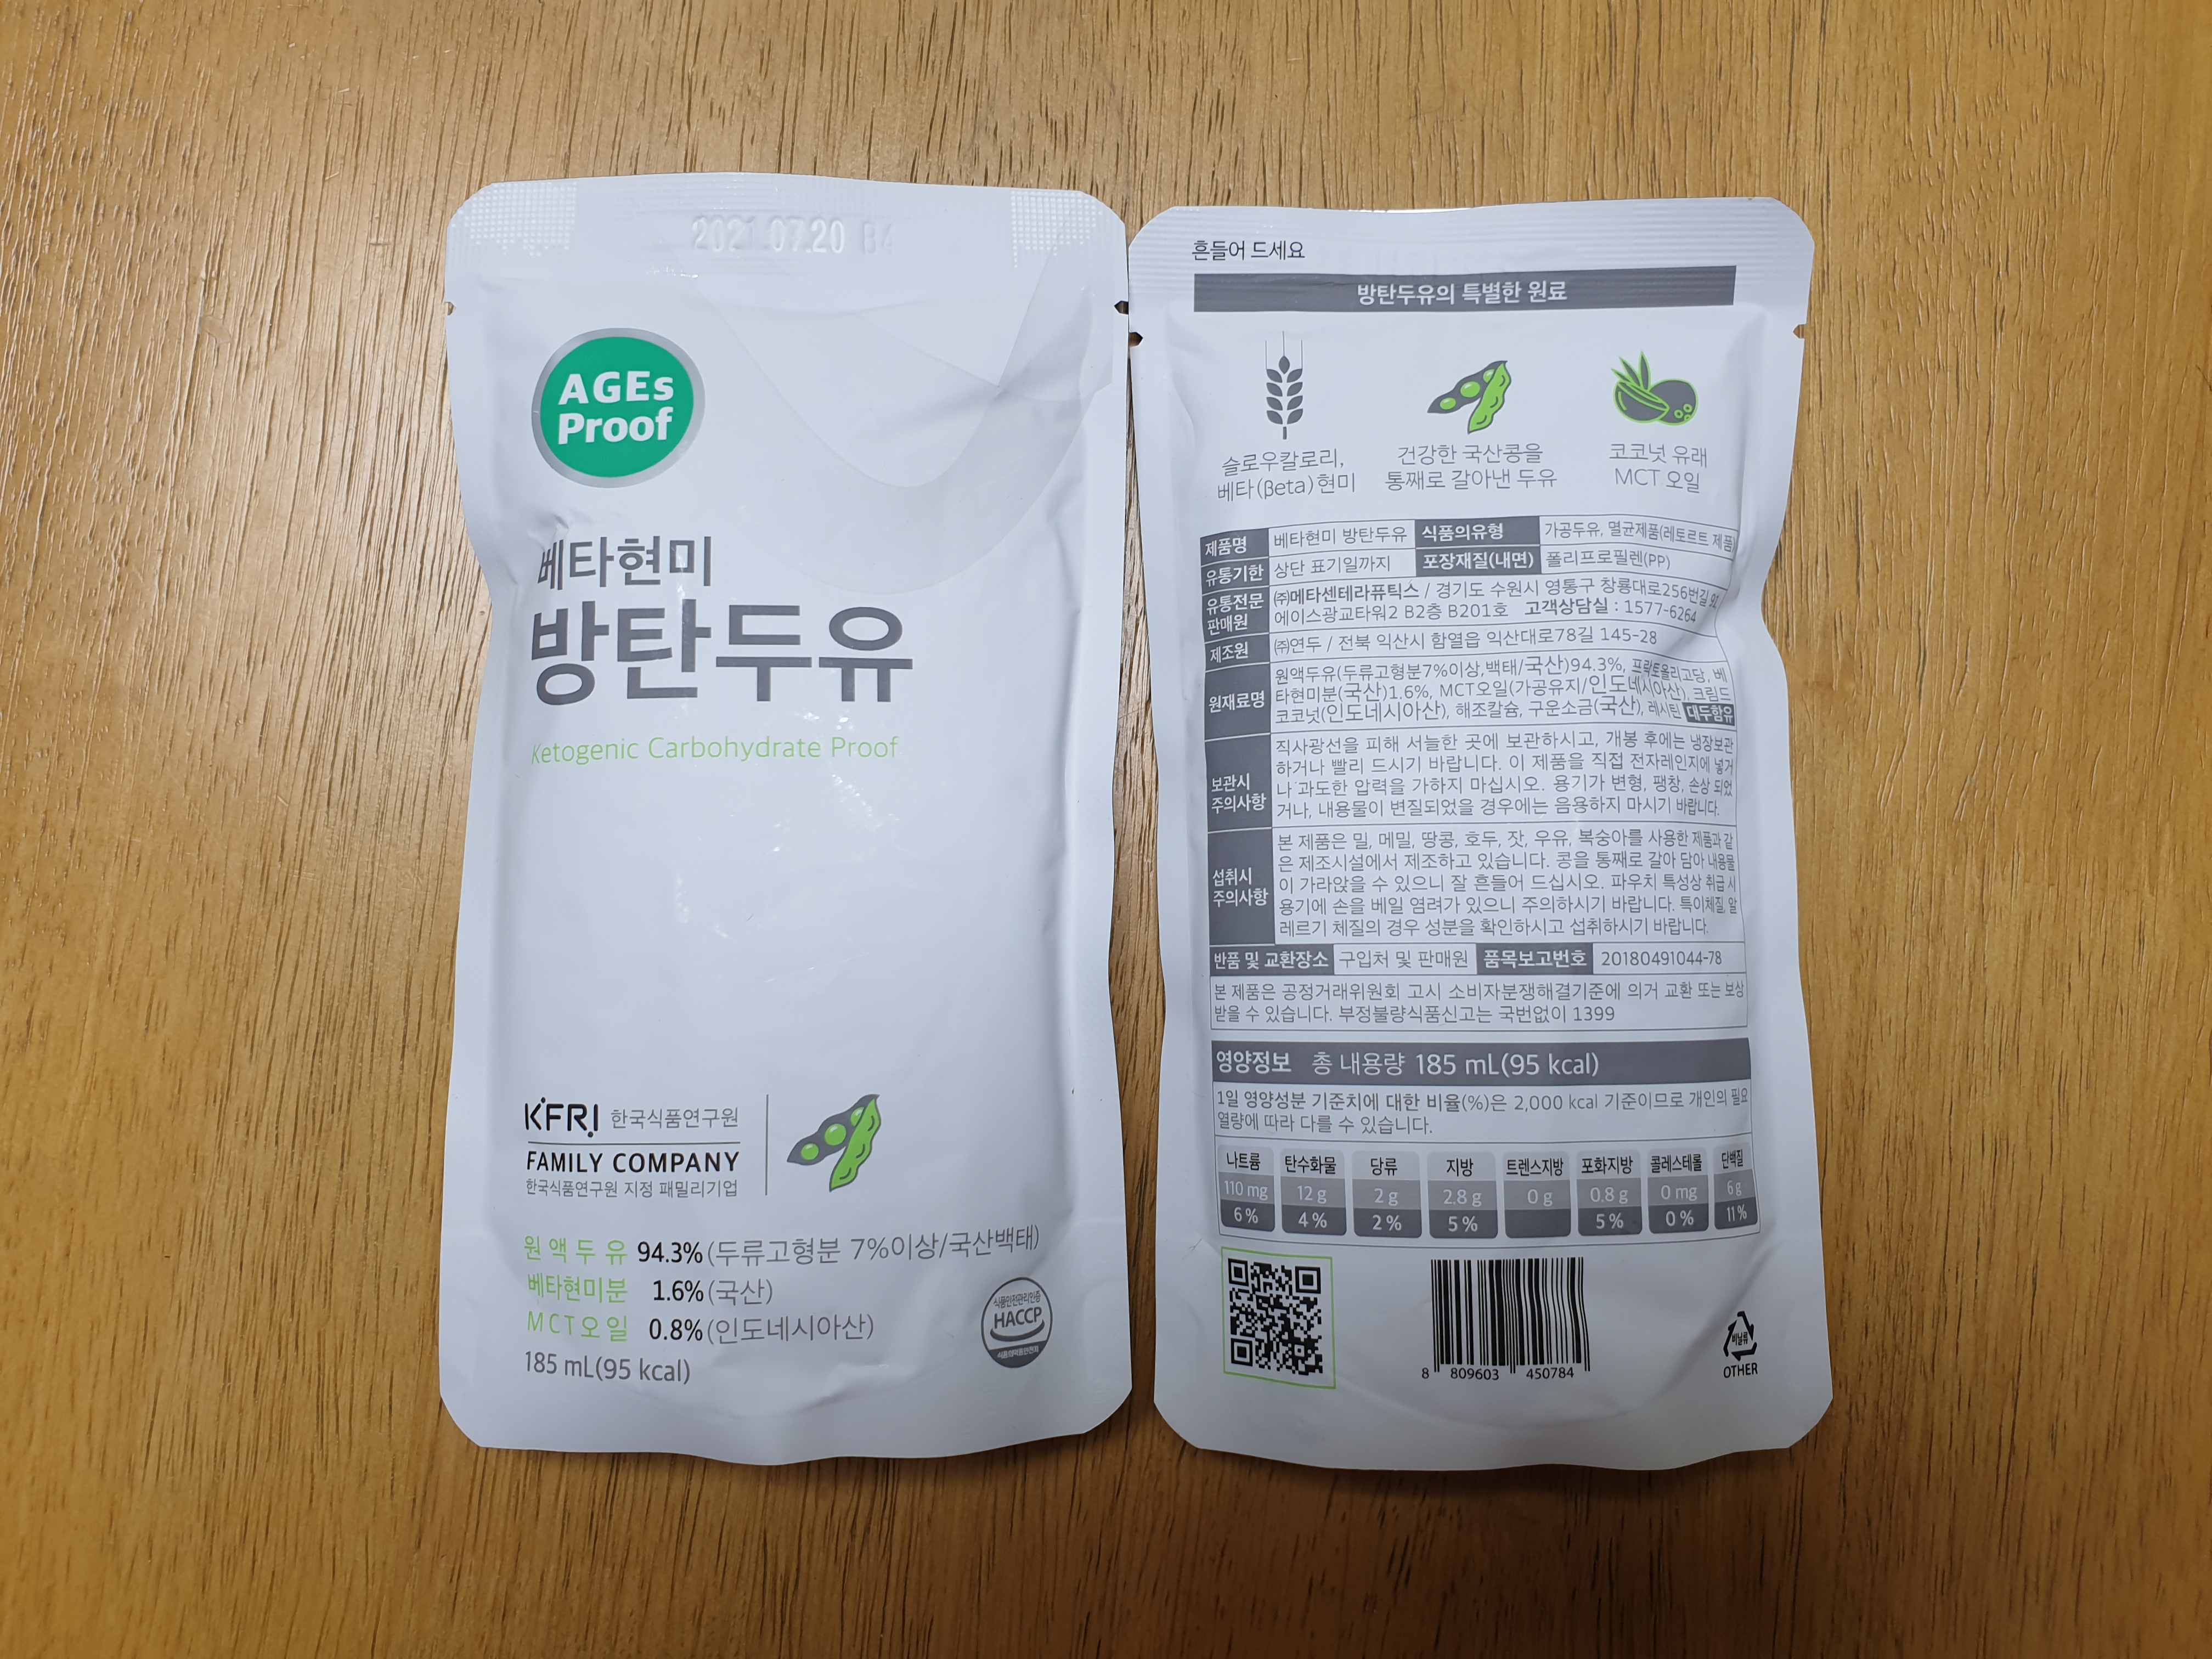 2021.07.20 B4
AGEs
Proof
베타현미
방탄두유
Ketogenic Carbohydrate Proof
KFRI 한국식품연구원
FAMILY COMPANY
한국식품연구원 지정 패밀리기업
원액두유 94.3%(두류고형분 7%이상/국산백태)
베타현미분 1.6%(국산)
MCT오일 0.8%(인도네시아산)
185 mL(95 kcal)
식품안전관리인증
HACCP
식품의약품안전처
흔들어 드세요
방탄두유의 특별한 원료
슬로우칼로리,
베타(βeta)현미
건강한 국산콩을
통째로 갈아낸 두유
코코넛 유래
MCT 오일
제품명 베타현미 방탄두유 식품의유형 가공두유, 멸균제품(레토르트 제품)
유통기한 상단 표기일까지 포장재질(내면) 폴리프로필렌(PP)
유통전문
판매원
㈜메타센테라퓨틱스 / 경기도 수원시 영통구 창룡대로256번길 91
에이스광교타워2 B2층 B201호 고객상담실 : 1577-6264
제조원 ㈜연두 / 전북 익산시 함열읍 익산대로78길 145-28
원재료명
원액두유(두류고형분7%이상,백태/국산)94.3%, 프락토올리고당, 베
타현미분(국산)1.6%, MCT오일(가공유지/인도네시아산), 크림드
코코넛(인도네시아산), 해조칼슘, 구운소금(국산), 레시틴 대두함유
보관시
주의사항
직사광선을 피해 서늘한 곳에 보관하시고, 개봉 후에는 냉장보관
하거나 빨리 드시기 바랍니다. 이 제품을 직접 전자레인지에 넣거
나 과도한 압력을 가하지 마십시오. 용기가 변형, 팽창, 손상 되었
거나, 내용물이 변질되었을 경우에는 음용하지 마시기 바랍니다.
섭취시
주의사항
본 제품은 밀, 메밀, 땅콩, 호두, 잣, 우유, 복숭아를 사용한 제품과 같
은 제조시설에서 제조하고 있습니다. 콩을 통째로 갈아 담아 내용물
이 가라앉을 수 있으니 잘 흔들어 드십시오. 파우치 특성상 취급 시
용기에 손을 베일 염려가 있으니 주의하시기 바랍니다. 특이체질, 알
레르기 체질의 경우 성분을 확인하시고 섭취하시기 바랍니다.
반품 및 교환장소 구입처 및 판매원 품목보고번호 20180491044-78
본 제품은 공정거래위원회 고시 소비자분쟁해결기준에 의거 교환 또는 보상
받을 수 있습니다. 부정불량식품신고는 국번없이 1399
영양정보 총 내용량 185 mL(95 kcal)
1일 영양성분 기준치에 대한 비율(%)은 2,000 kcal 기준이므로 개인의 필요
열량에 따라 다를 수 있습니다.
나트륨 탄수화물 당류 지방 트랜스지방 포화지방 콜레스테롤 단백질
110 mg 12 g 2 g 2.8 g 0 g 0.8 g 0 mg 6 g
6 % 4 % 2 % 5 % 5 % 0 % 11 %
8 809603 450784
비닐류
OTHER